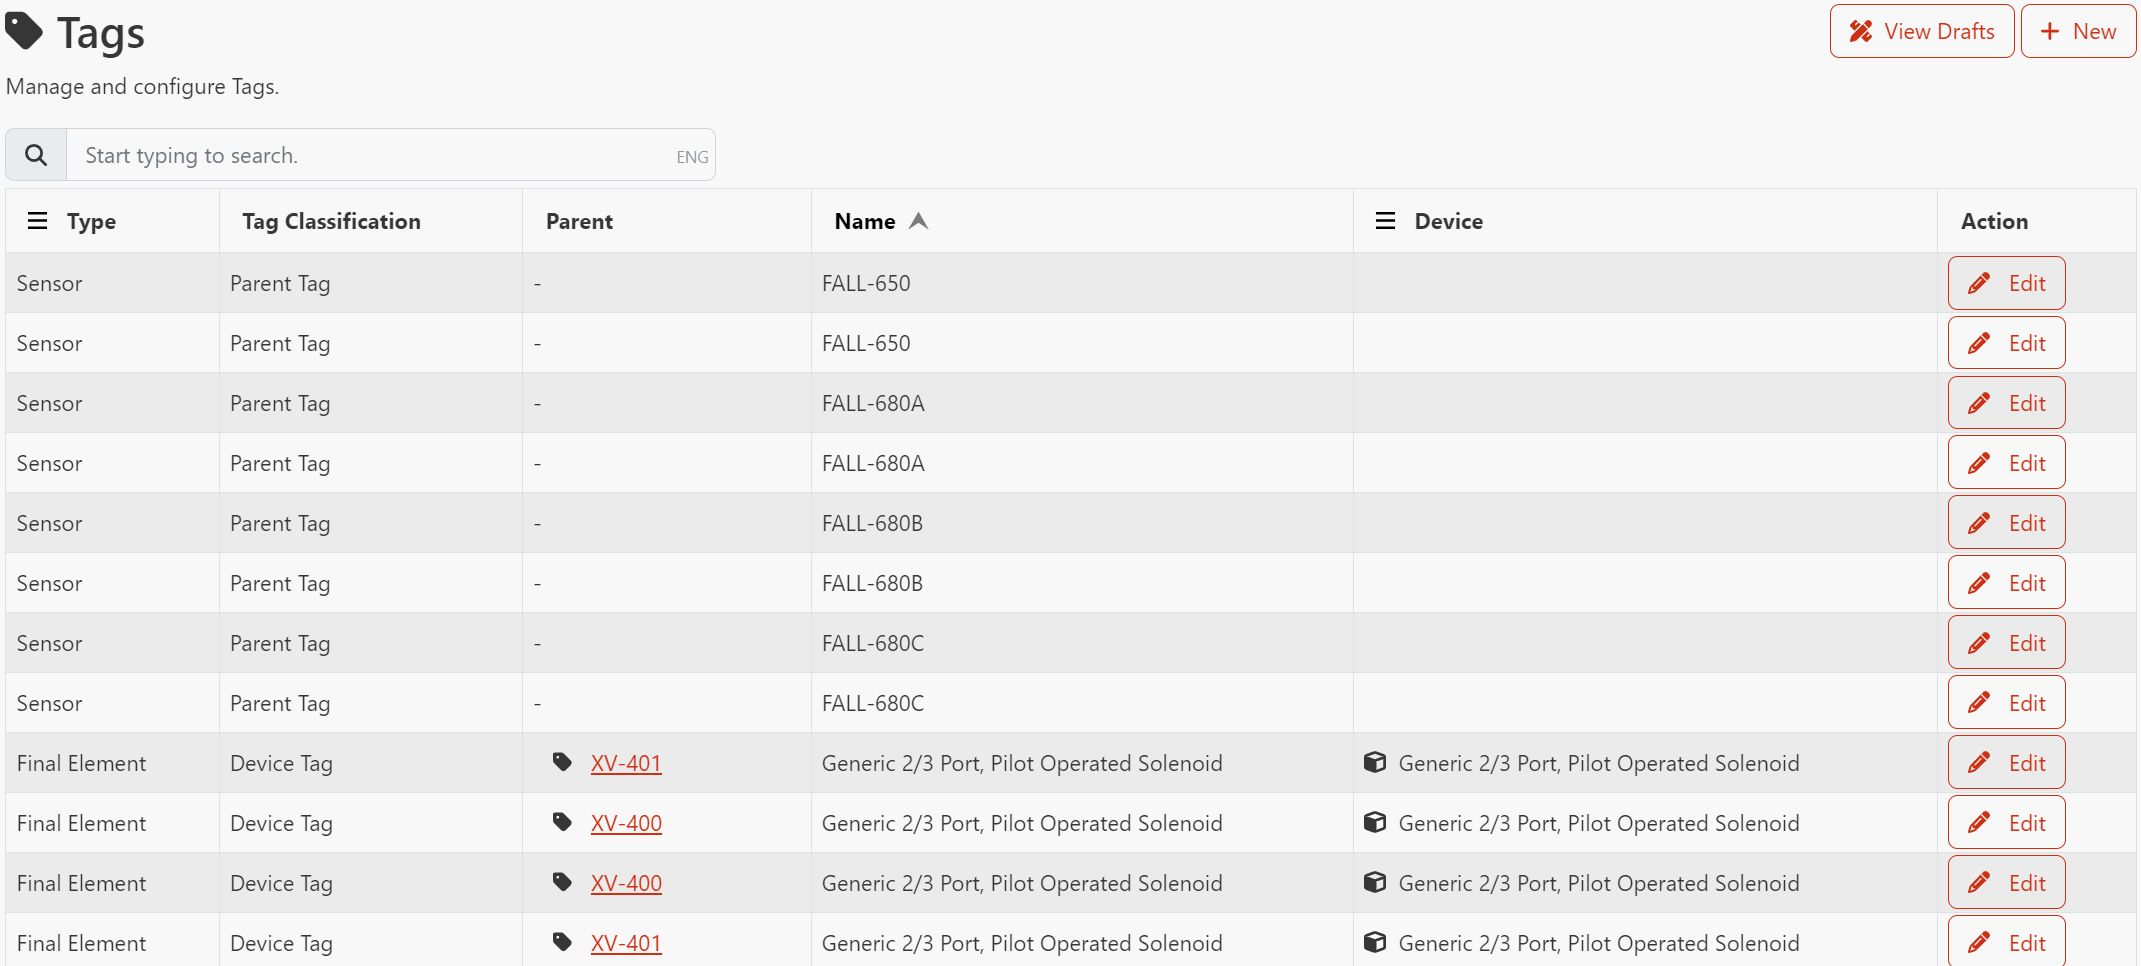 Tags
View Drafts
New
Manage and configure Tags.
Start typing to search.
ENG
Type Tag Classification Parent Name Device Action
Sensor Parent Tag - FALL-650 Edit
Sensor Parent Tag - FALL-650 Edit
Sensor Parent Tag - FALL-680A Edit
Sensor Parent Tag - FALL-680A Edit
Sensor Parent Tag - FALL-680B Edit
Sensor Parent Tag - FALL-680B Edit
Sensor Parent Tag - FALL-680C Edit
Sensor Parent Tag - FALL-680C Edit
Final Element Device Tag XV-401 Generic 2/3 Port, Pilot Operated Solenoid Generic 2/3 Port, Pilot Operated Solenoid Edit
Final Element Device Tag XV-400 Generic 2/3 Port, Pilot Operated Solenoid Generic 2/3 Port, Pilot Operated Solenoid Edit
Final Element Device Tag XV-400 Generic 2/3 Port, Pilot Operated Solenoid Generic 2/3 Port, Pilot Operated Solenoid Edit
Final Element Device Tag XV-401 Generic 2/3 Port, Pilot Operated Solenoid Generic 2/3 Port, Pilot Operated Solenoid Edit